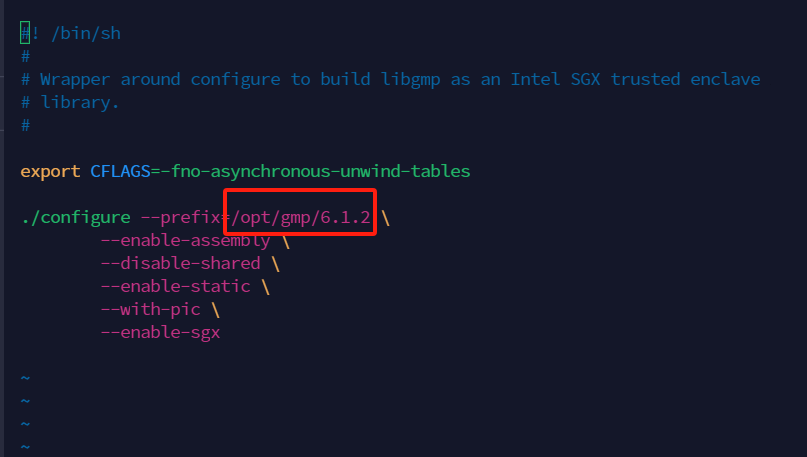 #! /bin/sh
#
# Wrapper around configure to build libgmp as an Intel SGX trusted enclave
# library.
#
export CFLAGS=-fno-asynchronous-unwind-tables
./configure --prefix=/opt/gmp/6.1.2 \
--enable-assembly \
--disable-shared \
--enable-static \
--with-pic \
--enable-sgx
~
~
~
~